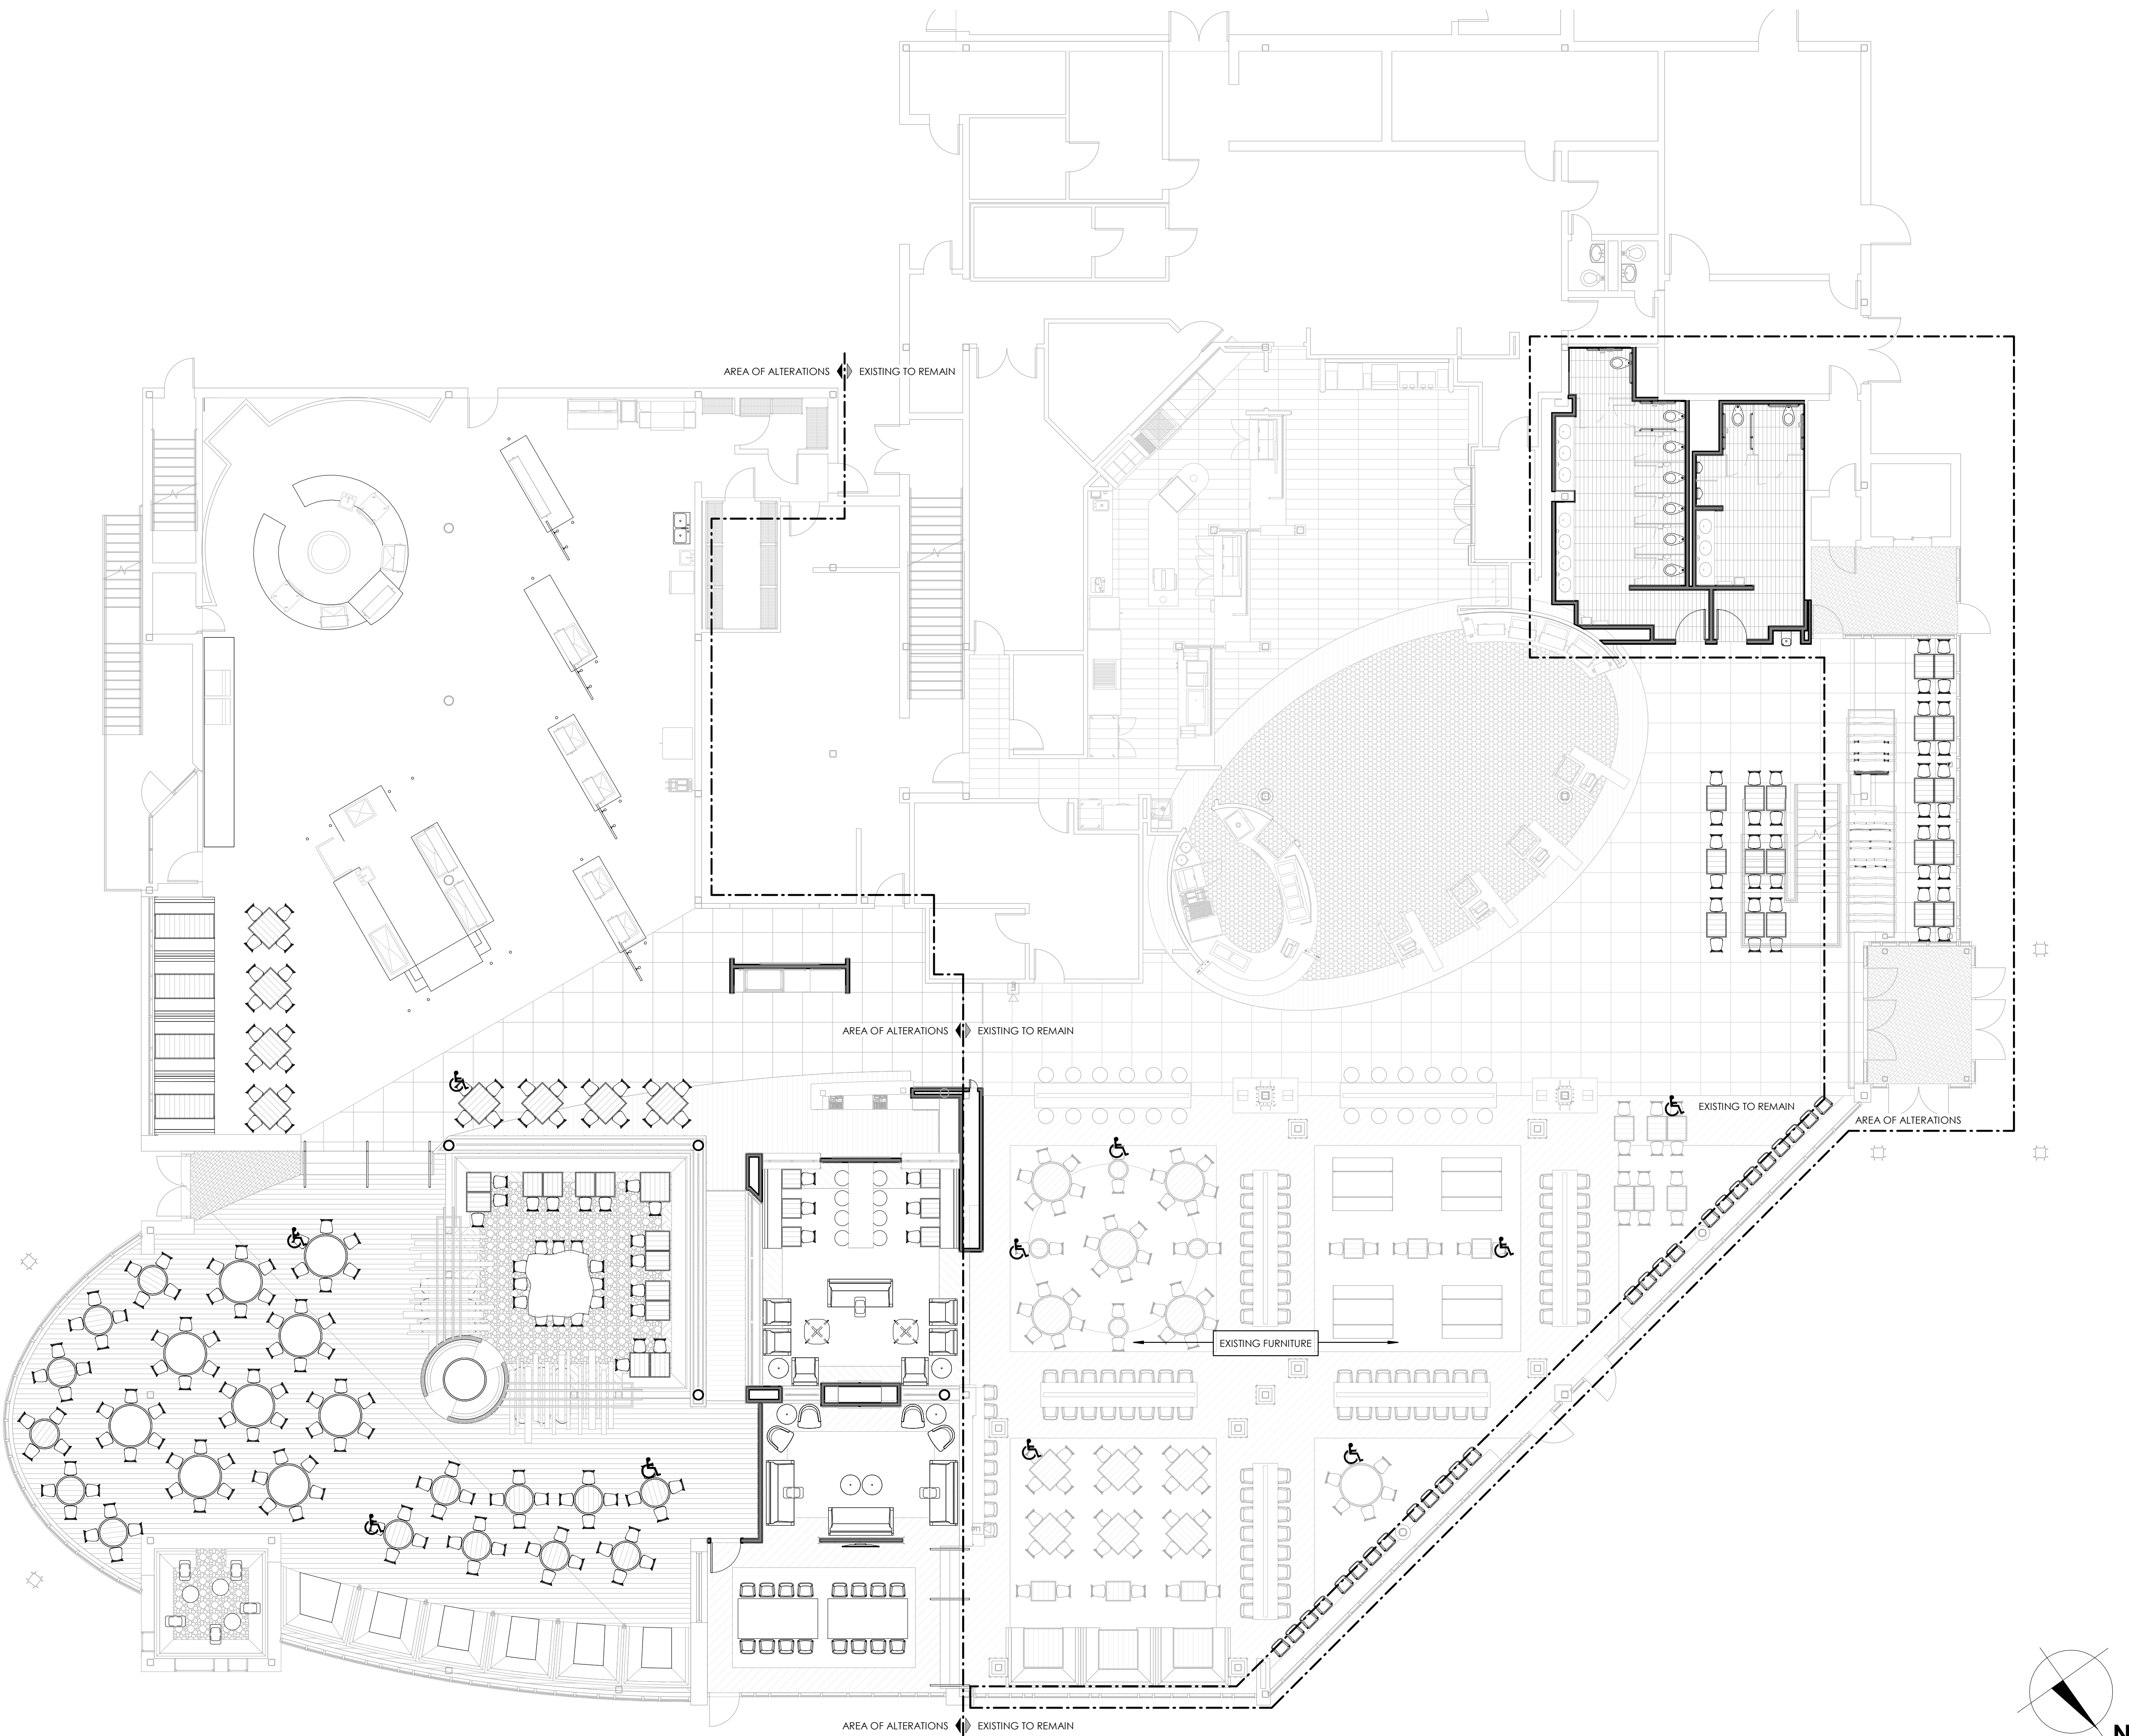 AREA OF ALTERATIONS EXISTING TO REMAIN
AREA OF ALTERATIONS EXISTING TO REMAIN
EXISTING TO REMAIN
AREA OF ALTERATIONS
EXISTING FURNITURE
AREA OF ALTERATIONS EXISTING TO REMAIN
N